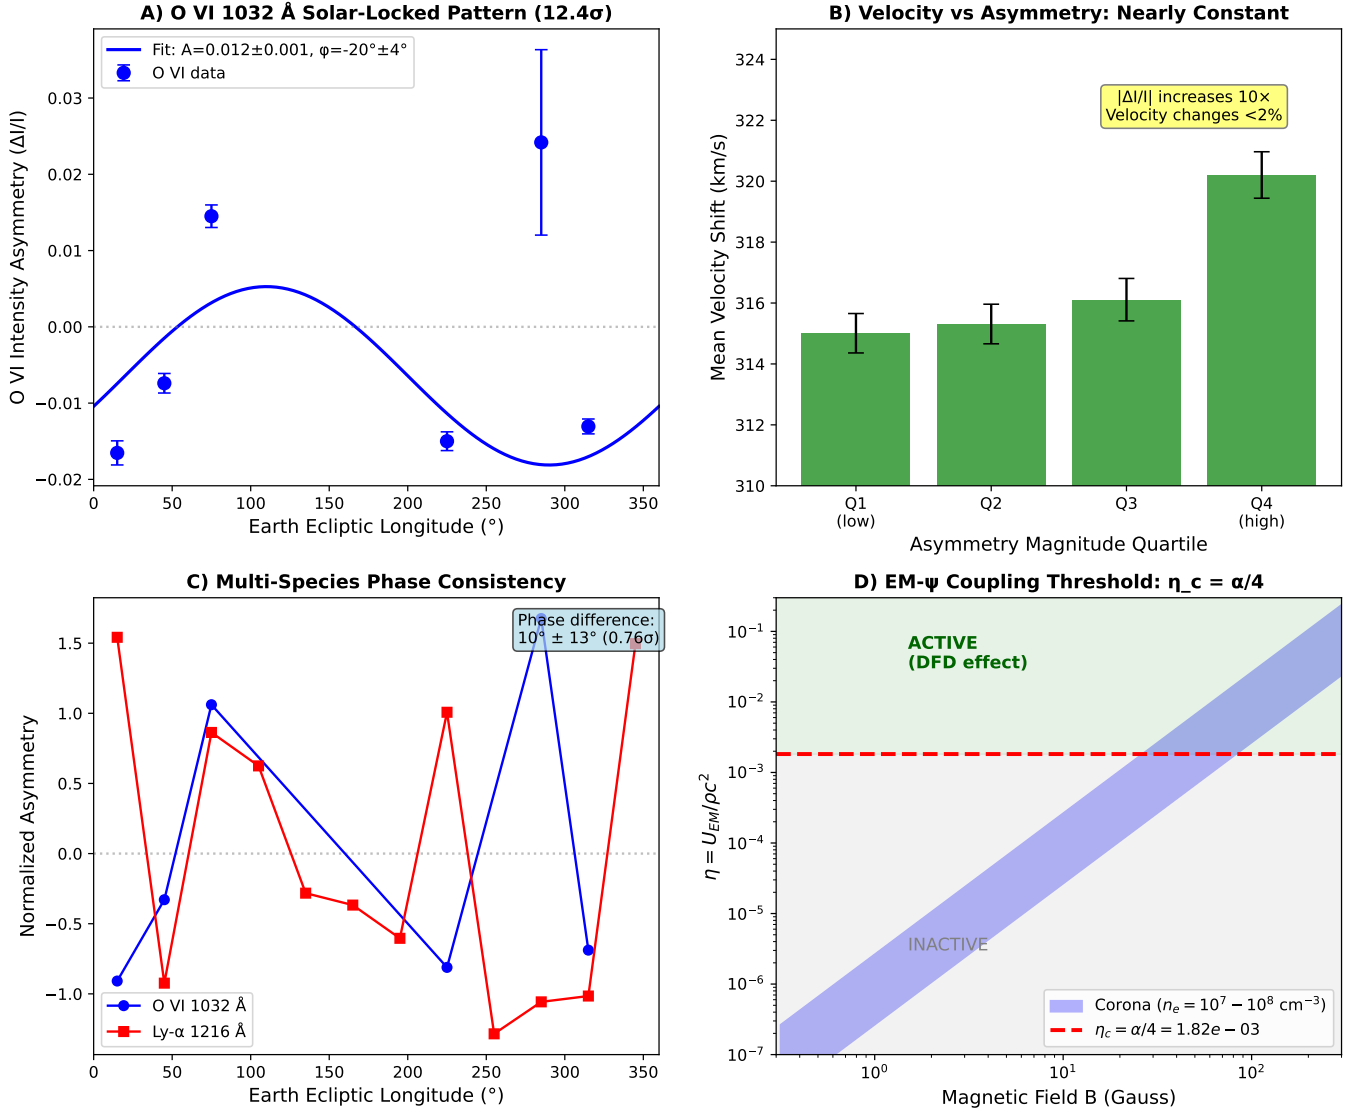 A) O VI 1032 Å Solar-Locked Pattern (12.4σ)
Fit: A=0.012±0.001, φ=-20°±4°
O VI data
O VI Intensity Asymmetry (ΔI/I)
0.03
0.02
0.01
0.00
−0.01
−0.02
0 50 100 150 200 250 300 350
Earth Ecliptic Longitude (°)
B) Velocity vs Asymmetry: Nearly Constant
|ΔI/I| increases 10×
Velocity changes <2%
Mean Velocity Shift (km/s)
324
322
320
318
316
314
312
310
Q1 Q2 Q3 Q4
(low) (high)
Asymmetry Magnitude Quartile
C) Multi-Species Phase Consistency
Phase difference:
10° ± 13° (0.76σ)
Normalized Asymmetry
1.5
1.0
0.5
0.0
−0.5
−1.0
O VI 1032 Å
Ly-α 1216 Å
0 50 100 150 200 250 300 350
Earth Ecliptic Longitude (°)
D) EM-ψ Coupling Threshold: η_c = α/4
ACTIVE
(DFD effect)
INACTIVE
η = U_EM/ρc²
10⁻¹
10⁻²
10⁻³
10⁻⁴
10⁻⁵
10⁻⁶
10⁻⁷
Corona (nₑ = 10⁷ − 10⁸ cm⁻³)
η_c = α/4 = 1.82e − 03
10⁰ 10¹ 10²
Magnetic Field B (Gauss)